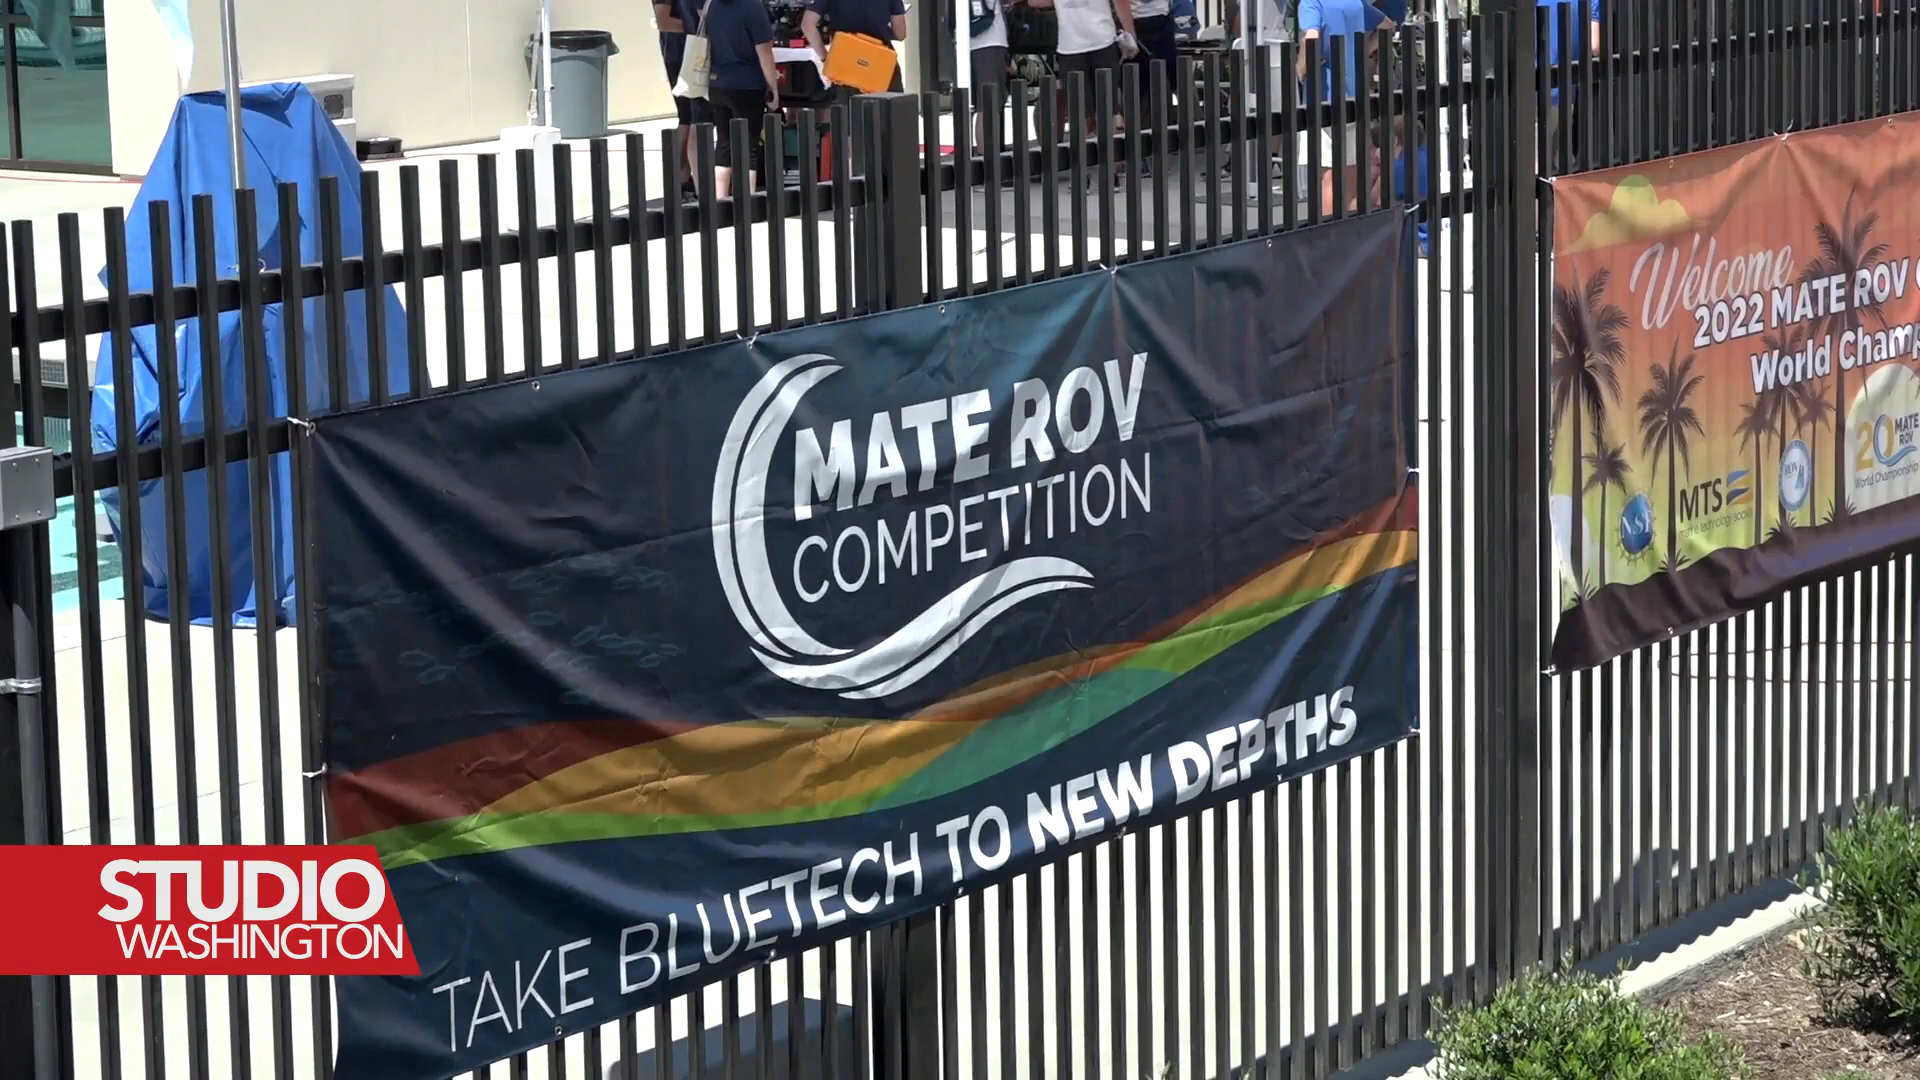 MATE ROV
COMPETITION
TAKE BLUETECH TO NEW DEPTHS
Welcome
2022 MATE ROV
World Champ
NSF
MTS
20 MATE
ROV
World Championship
STUDIO
WASHINGTON